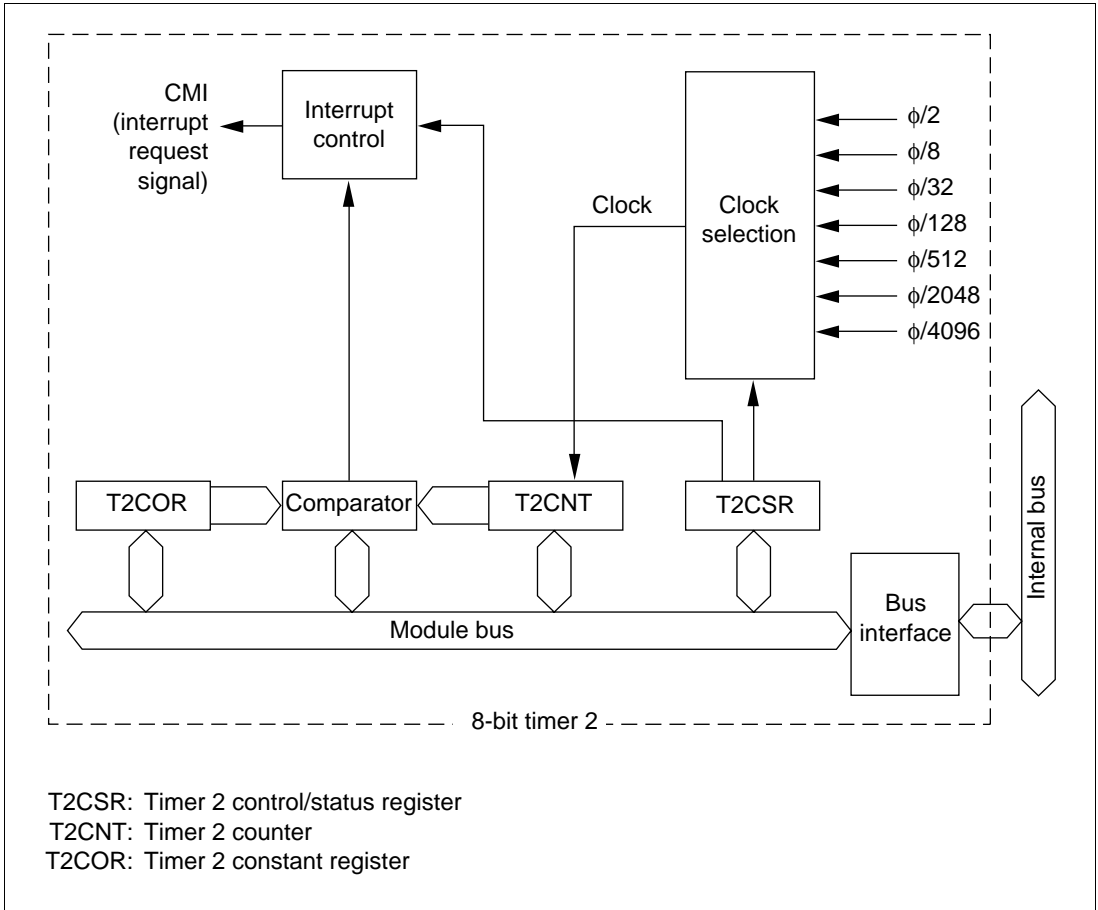 CMI
(interrupt
request
signal)
Interrupt
control
Clock
Clock
selection
ϕ/2
ϕ/8
ϕ/32
ϕ/128
ϕ/512
ϕ/2048
ϕ/4096
T2COR
Comparator
T2CNT
T2CSR
Module bus
Bus
interface
Internal bus
8-bit timer 2
T2CSR: Timer 2 control/status register
T2CNT: Timer 2 counter
T2COR: Timer 2 constant register